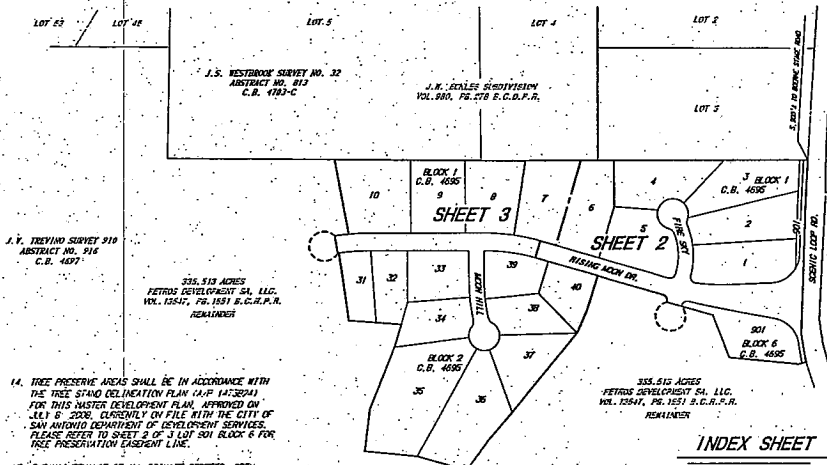 LOT 5
LOT 4
LOT 2
J.S. WESTBROOK SURVEY NO. 32
ABSTRACT NO. 813
C.B. 4783-C
J.H. ECKLES SUBDIVISION
VOL. 980, PG. 278 B.C.D.P.R.
LOT 3
10
BLOCK 1
C.B. 4695
9
8
7
6
4
3
BLOCK 1
C.B. 4695
5
2
1
901
SCENIC LOOP RD.
SHEET 3
SHEET 2
FIRE SKY
RISING MOON DR.
MOON HILL
J.V. TREVINO SURVEY 910
ABSTRACT NO. 916
C.B. 4697
335.513 ACRES
PETROS DEVELOPMENT SA, LLC.
VOL. 13547, PG. 1551 B.C.R.P.R.
REMAINDER
31
32
33
39
40
34
38
37
BLOCK 2
C.B. 4695
35
36
901
BLOCK 6
C.B. 4695
335.513 ACRES
PETROS DEVELOPMENT SA, LLC.
VOL. 13547, PG. 1551 B.C.R.P.R.
REMAINDER
14. TREE PRESERVE AREAS SHALL BE IN ACCORDANCE WITH
THE TREE STAND DELINEATION PLAN
FOR THIS MASTER DEVELOPMENT PLAN, APPROVED ON
JULY 8, 2008, CURRENTLY ON FILE WITH THE CITY OF
SAN ANTONIO DEPARTMENT OF DEVELOPMENT SERVICES.
PLEASE REFER TO SHEET 2 OF 3 LOT 901 BLOCK 6 FOR
TREE PRESERVATION EASEMENT LINE.
INDEX SHEET